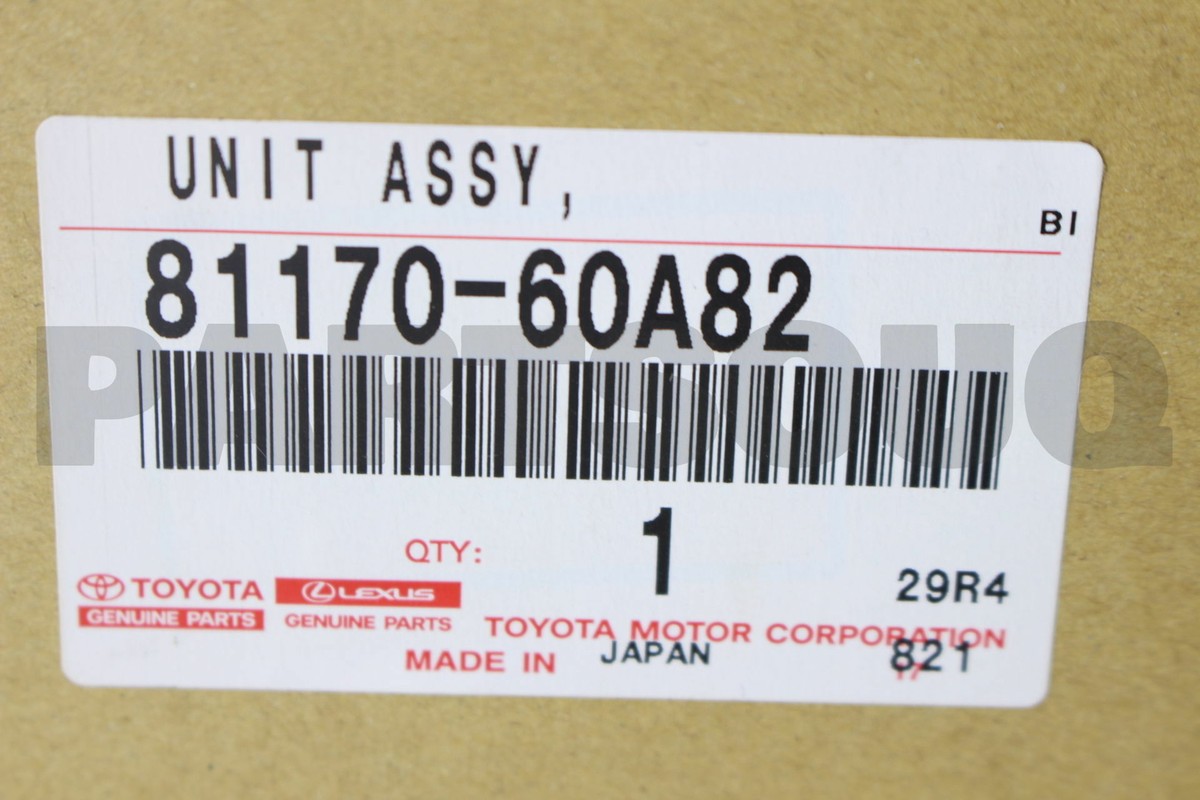 UNIT ASSY,
BI
81170-60A82
PARTSOUQ
QTY: 1
TOYOTA LEXUS 29R4
GENUINE PARTS GENUINE PARTS TOYOTA MOTOR CORPORATION
MADE IN JAPAN 821
17